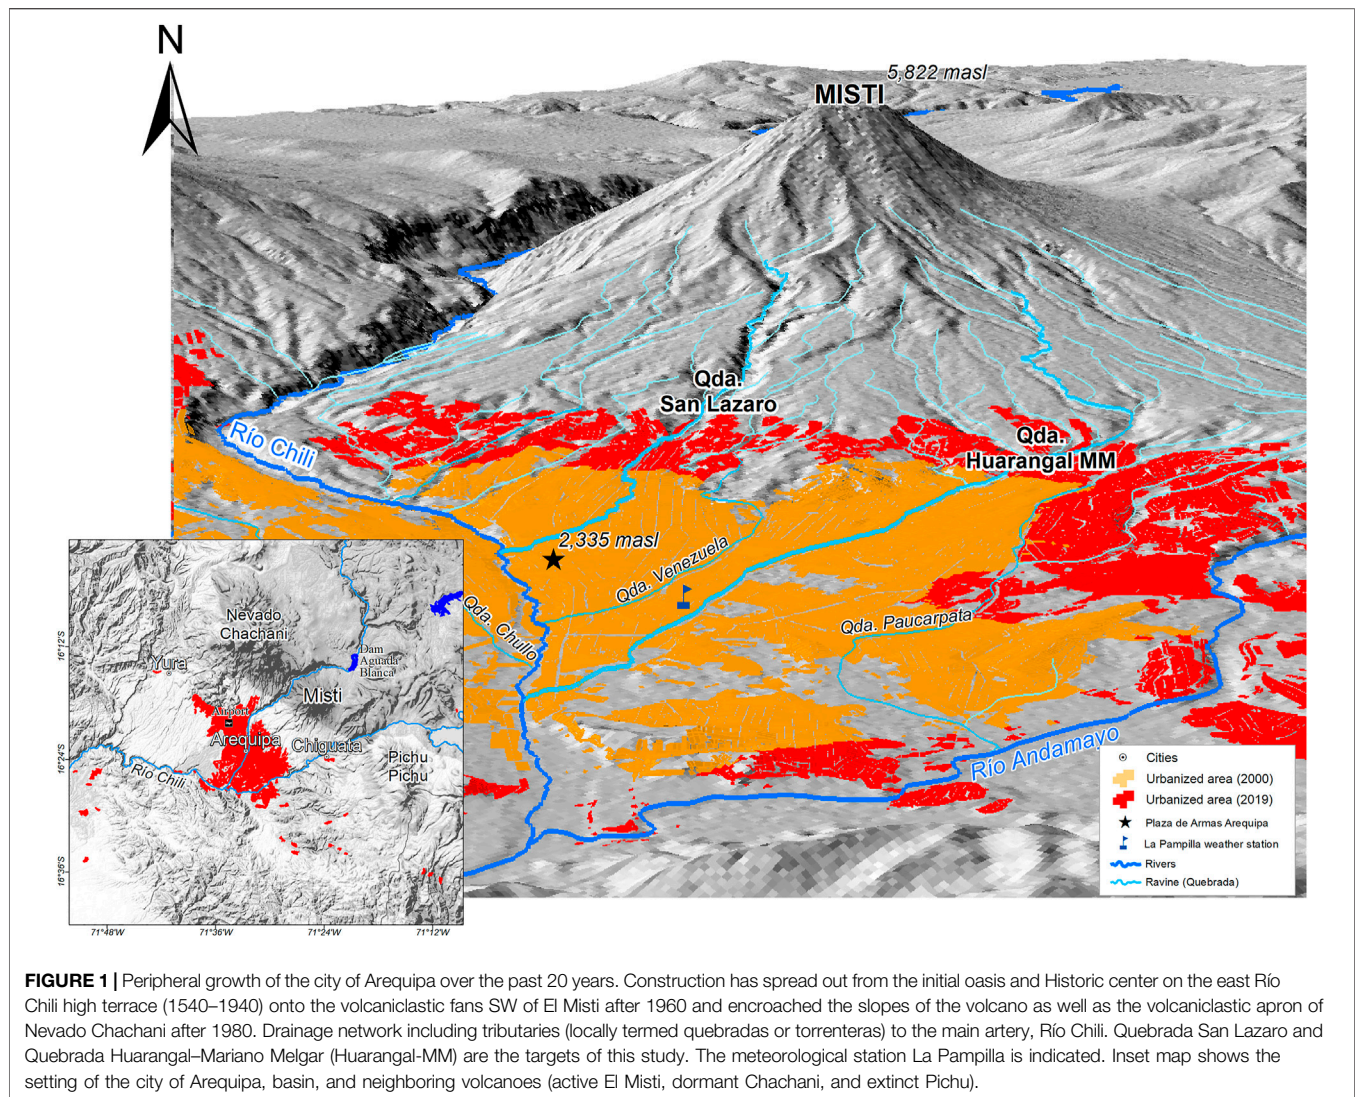 N
5,822 masl
MISTI
Qda.
San Lazaro
Río Chili
Qda.
Huarangal MM
2,335 masl
Qda. Venezuela
Qda. Chullo
Qda. Paucarpata
Río Andamayo
Nevado
Chachani
Yura
Dam
Aguada
Blanca
Misti
Airport
Arequipa
Chiguata
Pichu
Pichu
Río Chili
16°12'S
16°24'S
16°36'S
71°48'W
71°36'W
71°24'W
71°12'W
Cities
Urbanized area (2000)
Urbanized area (2019)
Plaza de Armas Arequipa
La Pampilla weather station
Rivers
Ravine (Quebrada)
FIGURE 1 | Peripheral growth of the city of Arequipa over the past 20 years. Construction has spread out from the initial oasis and Historic center on the east Río
Chili high terrace (1540–1940) onto the volcaniclastic fans SW of El Misti after 1960 and encroached the slopes of the volcano as well as the volcaniclastic apron of
Nevado Chachani after 1980. Drainage network including tributaries (locally termed quebradas or torrenteras) to the main artery, Río Chili. Quebrada San Lazaro and
Quebrada Huarangal–Mariano Melgar (Huarangal-MM) are the targets of this study. The meteorological station La Pampilla is indicated. Inset map shows the
setting of the city of Arequipa, basin, and neighboring volcanoes (active El Misti, dormant Chachani, and extinct Pichu).